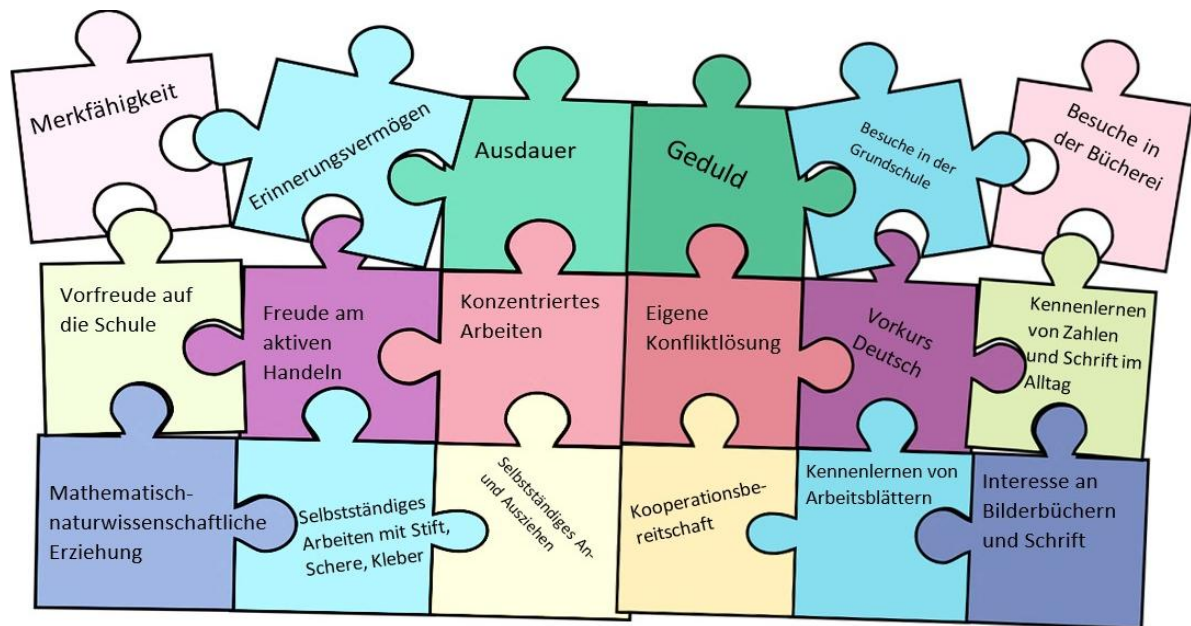 Merkfähigkeit
Erinnerungsvermögen
Ausdauer
Geduld
Besuche in der
Grundschule
Besuche in
der Bücherei
Vorfreude auf
die Schule
Freude am
aktiven
Handeln
Konzentriertes
Arbeiten
Eigene
Konfliktlösung
Vorkurs
Deutsch
Kennenlernen
von Zahlen
und Schrift im
Alltag
Mathematisch-
naturwissenschaftliche
Erziehung
Selbstständiges
Arbeiten mit Stift,
Schere, Kleber
Selbstständiges An-
und Ausziehen
Kooperationsbe-
reitschaft
Kennenlernen von
Arbeitsblättern
Interesse an
Bilderbüchern
und Schrift